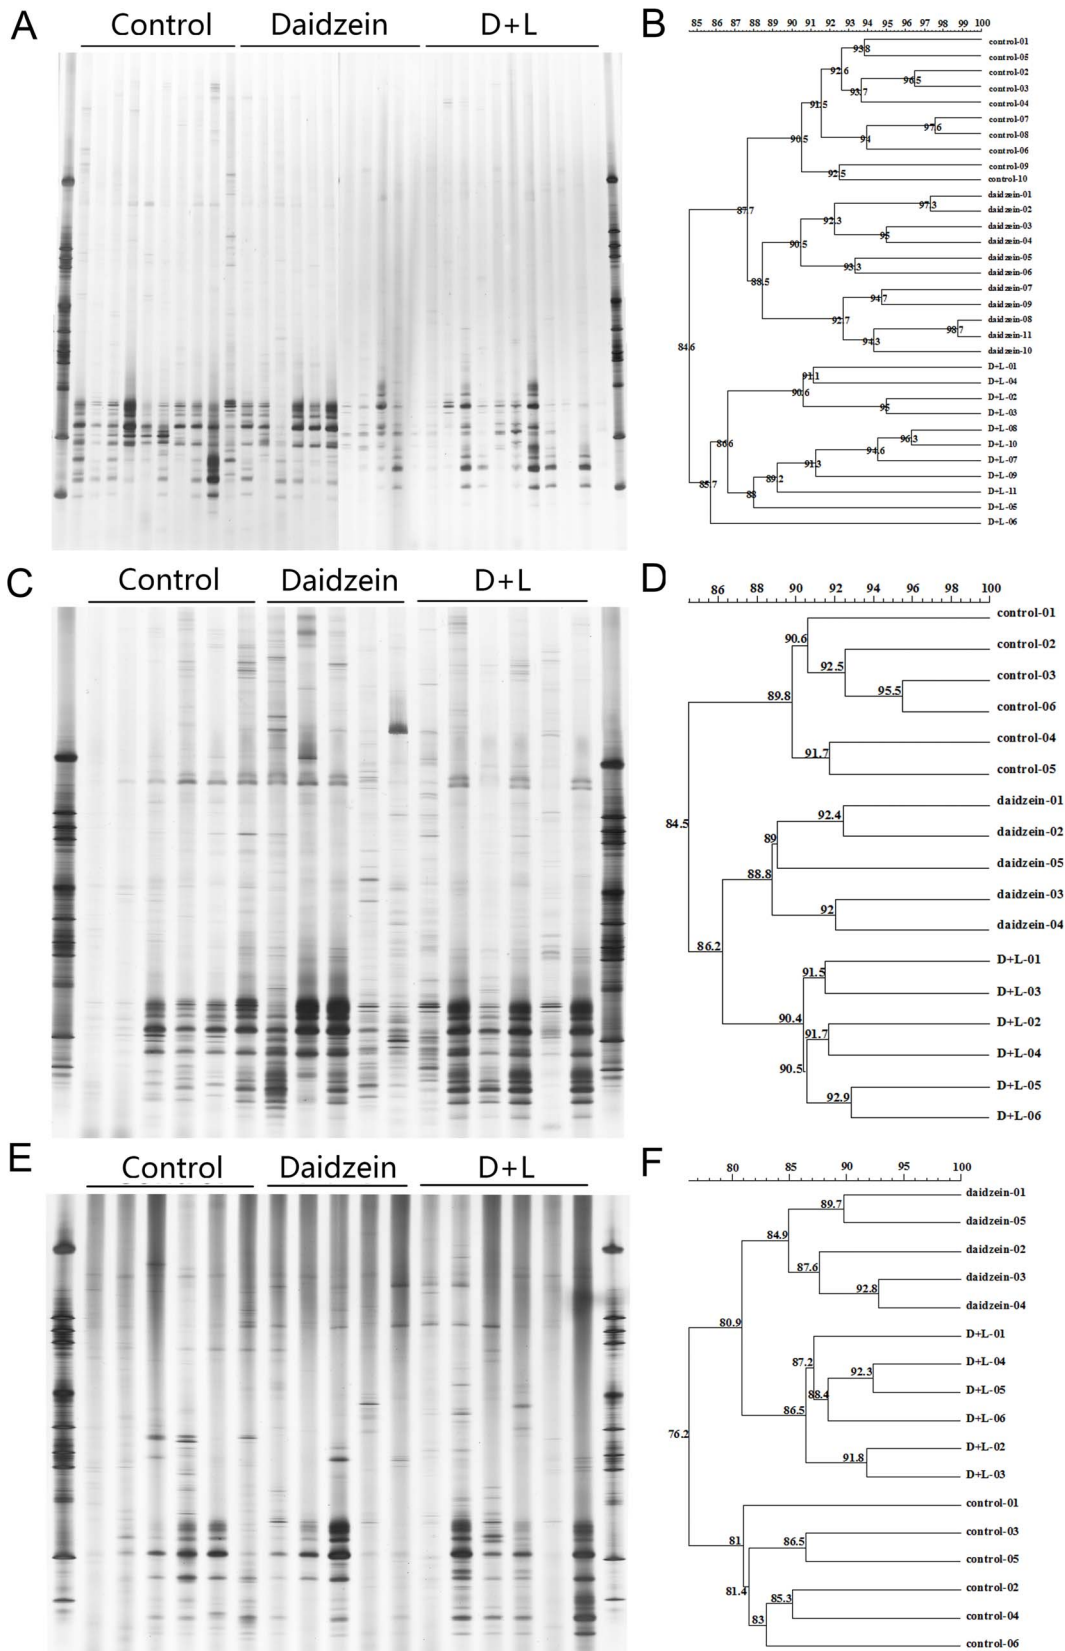 A
Control
Daidzein
D+L
B
85 86 87 88 89 90 91 92 93 94 95 96 97 98 99 100
control-01
93.8
control-05
92.6
control-02
96.5
control-03
93.7
control-04
91.5
control-07
97.6
control-08
94
control-06
90.5
control-09
92.5
control-10
87.7
daidzein-01
97.3
daidzein-02
92.3
daidzein-03
95
daidzein-04
90.5
daidzein-05
93.3
daidzein-06
88.5
daidzein-07
94.7
daidzein-09
92.7
daidzein-08
98.7
daidzein-11
94.3
daidzein-10
84.6
D+L-01
91.1
D+L-04
90.6
D+L-02
95
D+L-03
86.6
D+L-08
96.3
D+L-10
94.6
D+L-07
91.3
D+L-09
89.2
D+L-11
88
D+L-05
85.7
D+L-06
C
Control
Daidzein
D+L
D
86 88 90 92 94 96 98 100
control-01
90.6
control-02
92.5
control-03
95.5
control-06
89.8
control-04
91.7
control-05
84.5
daidzein-01
92.4
daidzein-02
89
daidzein-05
88.8
daidzein-03
92
daidzein-04
86.2
D+L-01
91.5
D+L-03
90.4
D+L-02
91.7
D+L-04
90.5
D+L-05
92.9
D+L-06
E
Control
Daidzein
D+L
F
80 85 90 95 100
daidzein-01
89.7
daidzein-05
84.9
daidzein-02
87.6
daidzein-03
92.8
daidzein-04
80.9
D+L-01
87.2
D+L-04
92.3
D+L-05
88.4
D+L-06
86.5
D+L-02
91.8
D+L-03
76.2
control-01
81
control-03
86.5
control-05
81.4
control-02
85.3
control-04
83
control-06